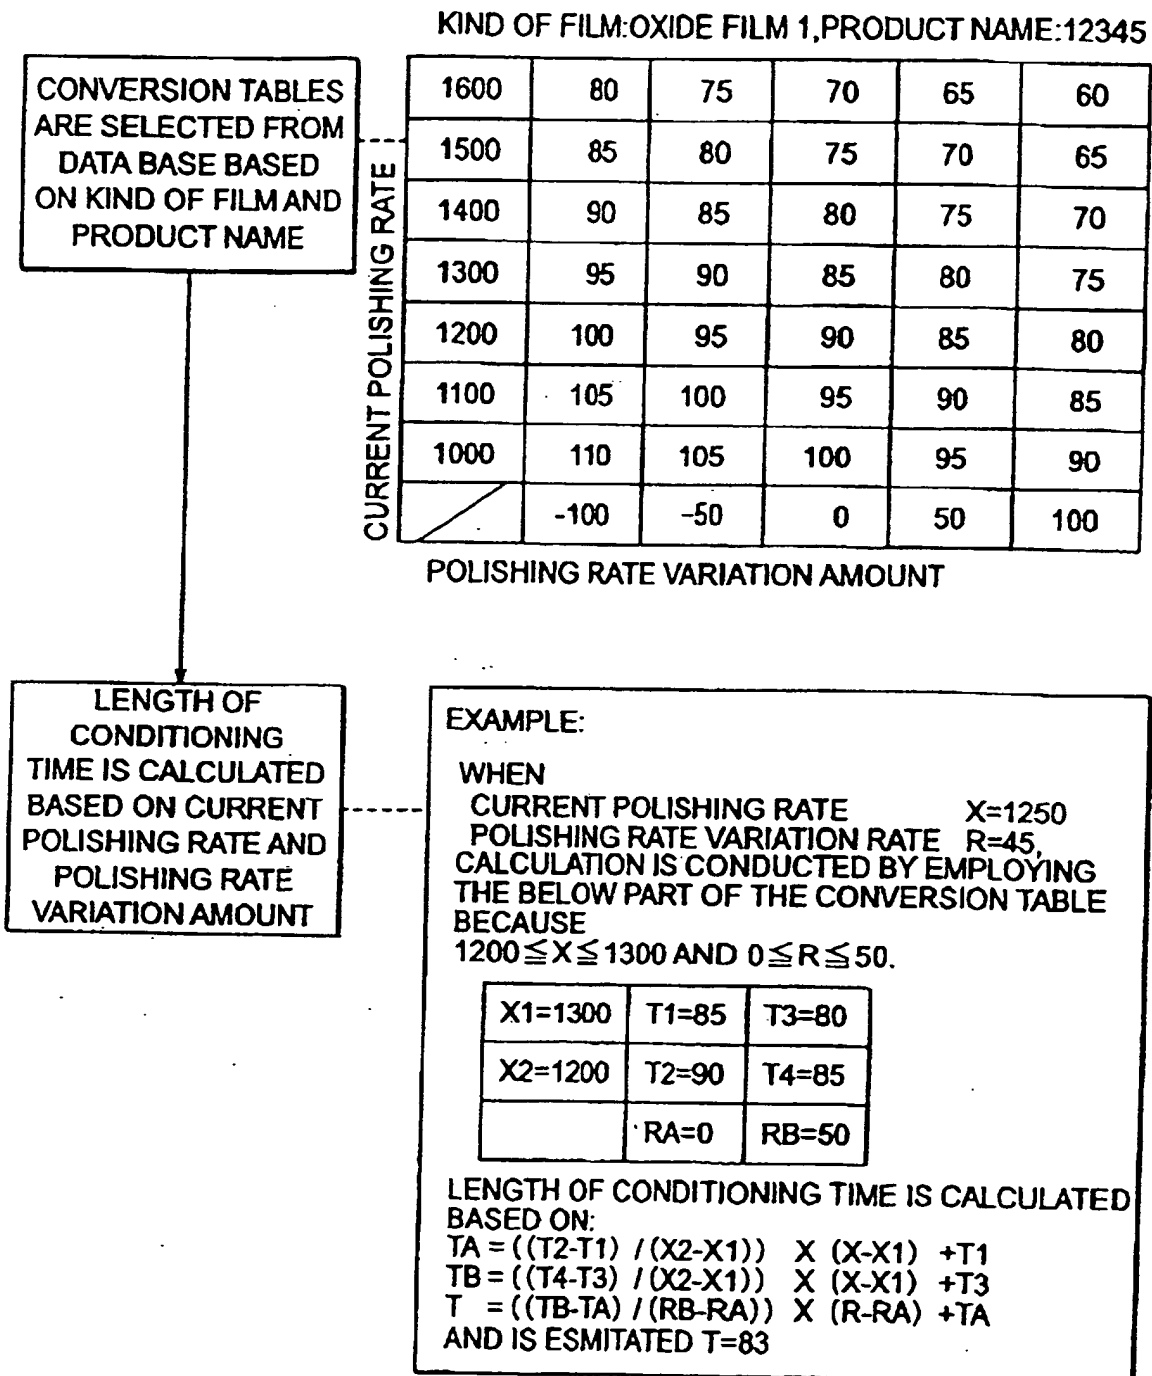 KIND OF FILM:OXIDE FILM 1,PRODUCT NAME:12345
CONVERSION TABLES
ARE SELECTED FROM
DATA BASE BASED
ON KIND OF FILM AND
PRODUCT NAME
CURRENT POLISHING RATE
1600 80 75 70 65 60
1500 85 80 75 70 65
1400 90 85 80 75 70
1300 95 90 85 80 75
1200 100 95 90 85 80
1100 105 100 95 90 85
1000 110 105 100 95 90
-100 -50 0 50 100
POLISHING RATE VARIATION AMOUNT
LENGTH OF
CONDITIONING
TIME IS CALCULATED
BASED ON CURRENT
POLISHING RATE AND
POLISHING RATE
VARIATION AMOUNT
EXAMPLE:
WHEN
CURRENT POLISHING RATE X=1250
POLISHING RATE VARIATION RATE R=45,
CALCULATION IS CONDUCTED BY EMPLOYING
THE BELOW PART OF THE CONVERSION TABLE
BECAUSE
1200≦X≦1300 AND 0≦R≦50.
X1=1300 T1=85 T3=80
X2=1200 T2=90 T4=85
RA=0 RB=50
LENGTH OF CONDITIONING TIME IS CALCULATED
BASED ON:
TA = ((T2-T1) / (X2-X1)) X (X-X1) +T1
TB = ((T4-T3) / (X2-X1)) X (X-X1) +T3
T = ((TB-TA) / (RB-RA)) X (R-RA) +TA
AND IS ESMITATED T=83